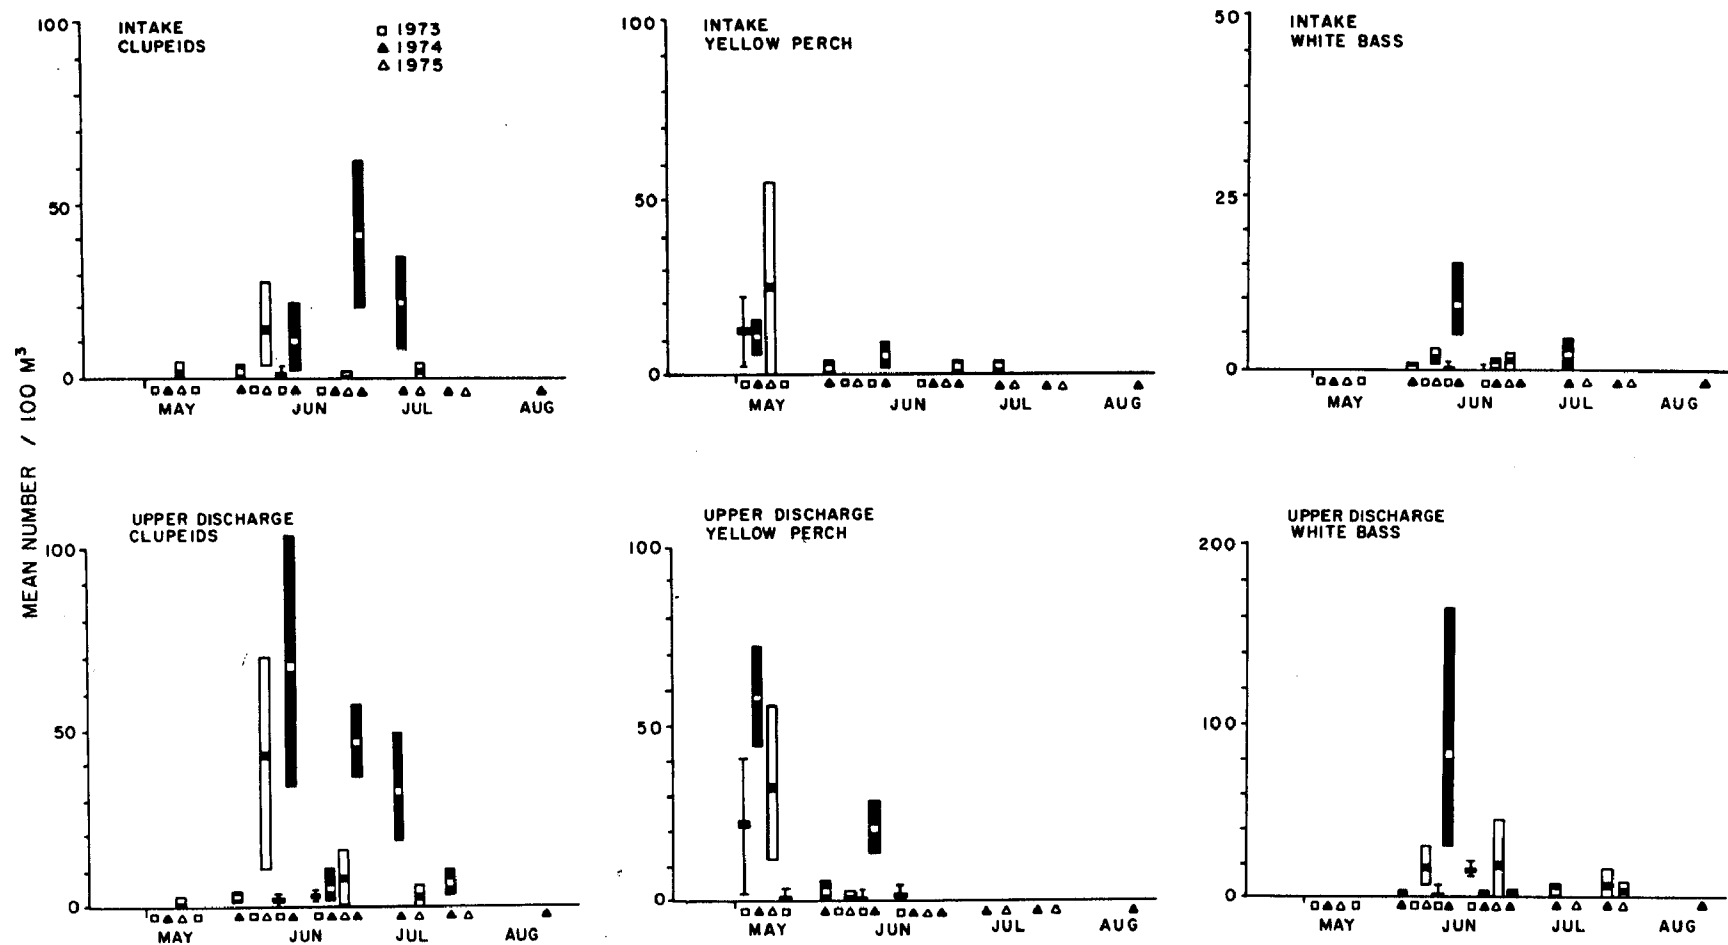 INTAKE
CLUPEIDS
□ 1973
▲ 1974
△ 1975
100
50
0
MAY JUN JUL AUG
INTAKE
YELLOW PERCH
100
50
0
MAY JUN JUL AUG
INTAKE
WHITE BASS
50
25
0
MAY JUN JUL AUG
MEAN NUMBER / 100 M³
UPPER DISCHARGE
CLUPEIDS
100
50
0
MAY JUN JUL AUG
UPPER DISCHARGE
YELLOW PERCH
100
50
0
MAY JUN JUL AUG
UPPER DISCHARGE
WHITE BASS
200
100
0
MAY JUN JUL AUG